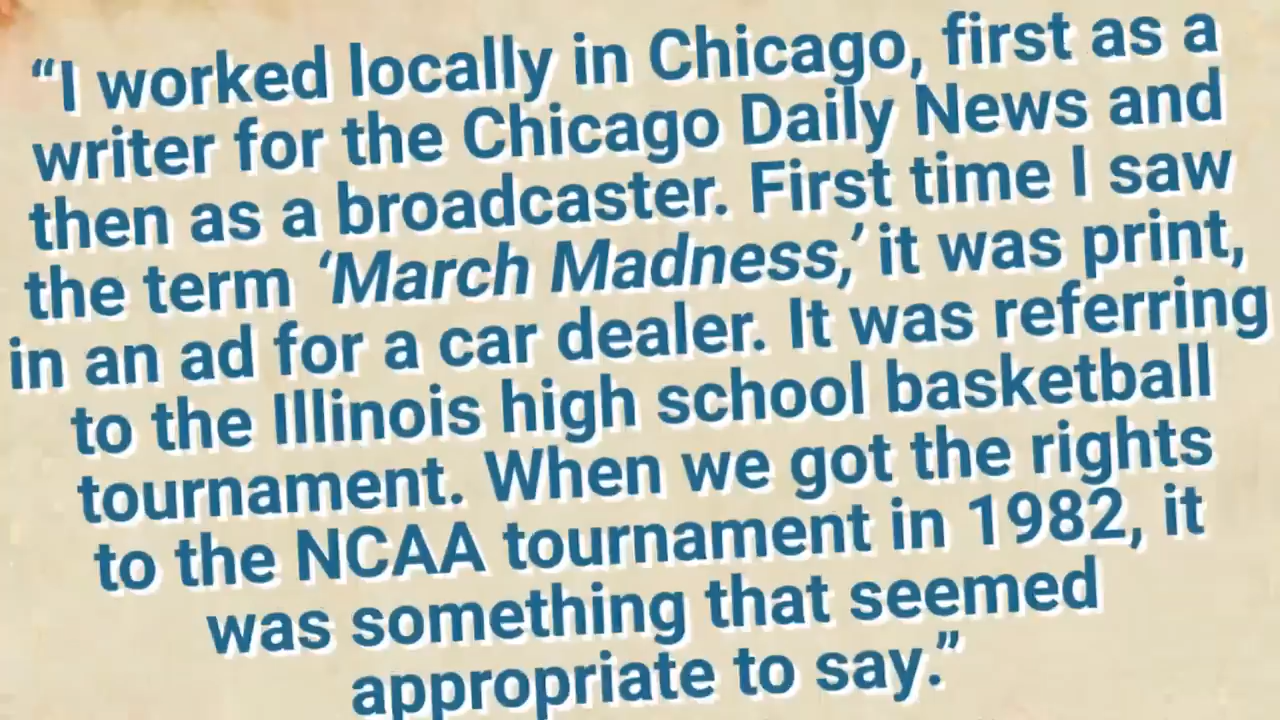 “I worked locally in Chicago, first as a
writer for the Chicago Daily News and
then as a broadcaster. First time I saw
the term ‘March Madness,’ it was print,
in an ad for a car dealer. It was referring
to the Illinois high school basketball
tournament. When we got the rights
to the NCAA tournament in 1982, it
was something that seemed
appropriate to say.”